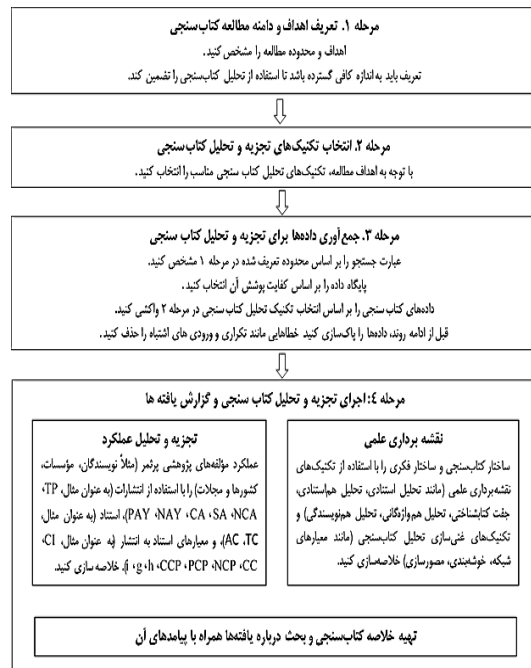 مرحله ۱. تعریف اهداف و دامنه مطالعه کتاب‌سنجی
اهداف و محدوده مطالعه را مشخص کنید.
تعریف باید به اندازه کافی گسترده باشد تا استفاده از تحلیل کتاب‌سنجی را تضمین کند.
مرحله ۲. انتخاب تکنیک‌های تجزیه و تحلیل کتاب‌سنجی
با توجه به اهداف مطالعه، تکنیک‌های تحلیل کتاب سنجی مناسب را انتخاب کنید.
مرحله ۳. جمع‌آوری داده‌ها برای تجزیه و تحلیل کتاب سنجی
عبارت جستجو را بر اساس محدوده تعریف شده در مرحله ۱ مشخص کنید.
پایگاه داده را بر اساس کفایت پوشش آن انتخاب کنید.
داده‌های کتاب سنجی را بر اساس انتخاب تکنیک تحلیل کتاب‌سنجی در مرحله ۲ واکشی کنید.
قبل از ادامه روند، داده‌ها را پاک‌سازی کنید. خطاهایی مانند تکراری و ورودی های اشتباه را حذف کنید.
مرحله ٤: اجرای تجزیه و تحلیل کتاب سنجی و گزارش یافته ها
نقشه برداری علمی
ساختار کتاب‌سنجی و ساختار فکری را با استفاده از تکنیک‌های
نقشه‌برداری علمی (مانند تحلیل استنادی، تحلیل هم‌استنادی،
جفت کتابشناختی، تحلیل هم‌واژگانی، تحلیل هم‌نویسندگی) و
تکنیک‌های غنی‌سازی تحلیل کتاب‌سنجی (مانند معیارهای
شبکه، خوشه‌بندی، مصورسازی) خلاصه‌سازی کنید.
تجزیه و تحلیل عملکرد
عملکرد مؤلفه‌های پژوهشی پرثمر (مثلاً نویسندگان، مؤسسات،
کشورها و مجلات) را با استفاده از انتشارات (به عنوان مثال، TP،
NCA، SA، CA، NAY، PAY)، استناد (به عنوان مثال،
TC، AC)، و معیارهای استناد به انتشار (به عنوان مثال، CI،
CC، NCP، PCP، CCP، h، g، i)، خلاصه سازی کنید.
تهیه خلاصه کتاب‌سنجی و بحث درباره یافته‌ها همراه با پیامدهای آن